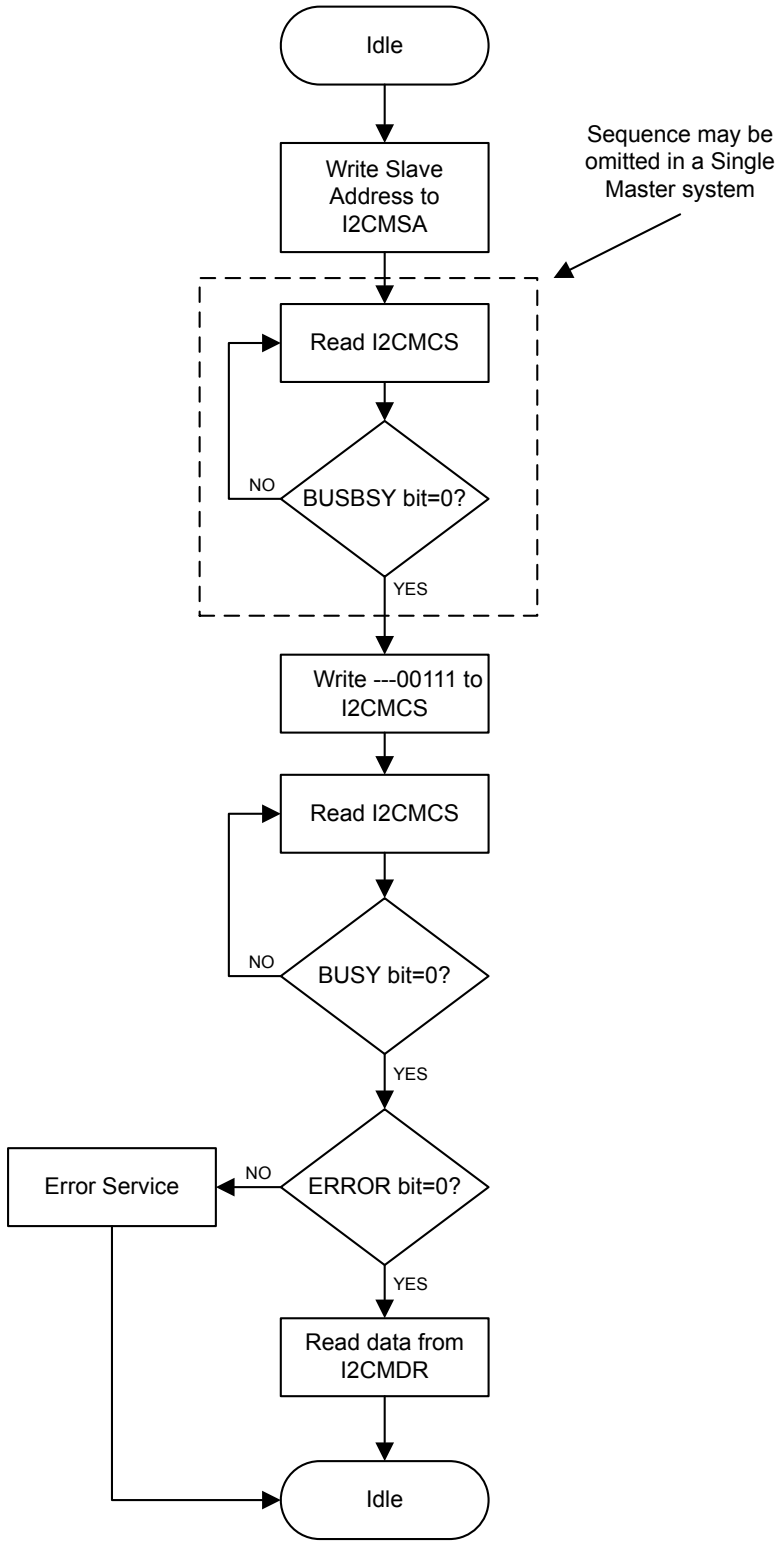 Idle
Write Slave
Address to
I2CMSA
Sequence may be
omitted in a Single
Master system
Read I2CMCS
NO
BUSBSY bit=0?
YES
Write ---00111 to
I2CMCS
Read I2CMCS
NO
BUSY bit=0?
YES
Error Service
NO
ERROR bit=0?
YES
Read data from
I2CMDR
Idle